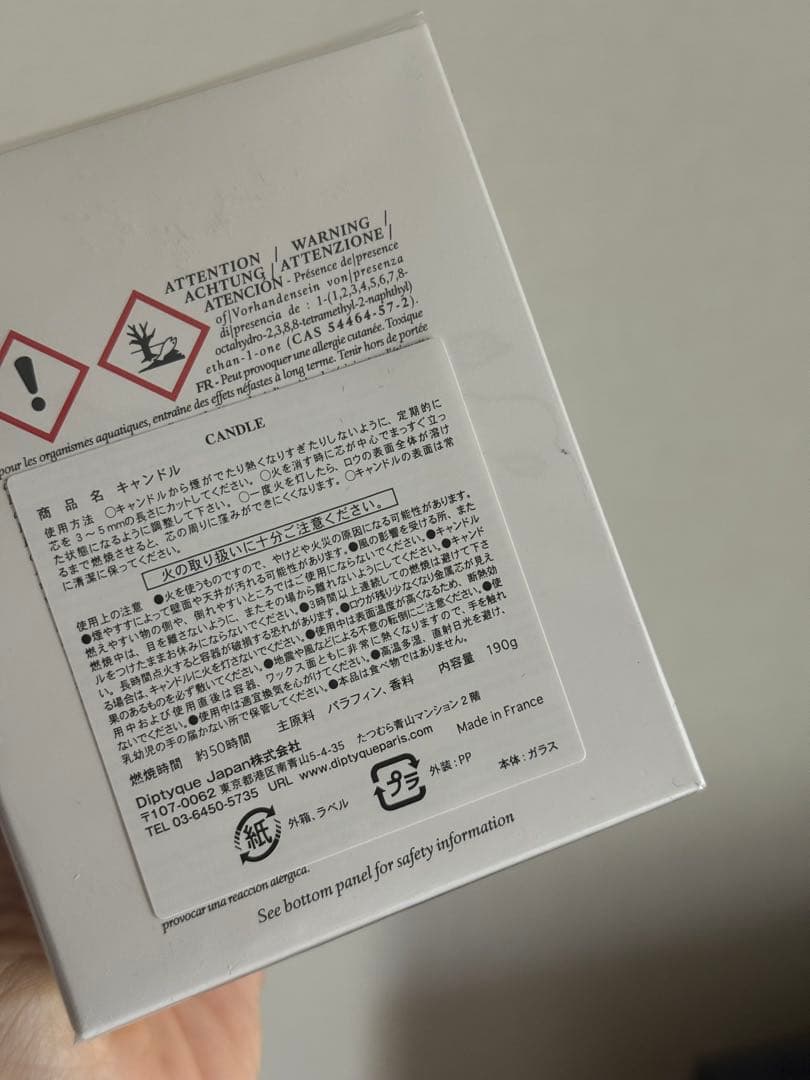 ATTENTION / WARNING /
ACHTUNG / ATTENZIONE /
ATENCIÓN - Présence de|presence
of|Vorhandensein von|presenza
di|presencia de : 1-(1,2,3,4,5,6,7,8-
octahydro-2,3,8,8-tetramethyl-2-naphthyl)
ethan-1-one (CAS 54464-57-2).
FR - Peut provoquer une allergie cutanée. Toxique
pour les organismes aquatiques, entraîne des effets néfastes à long terme. Tenir hors de portée
CANDLE
商品名 キャンドル
使用方法 ○キャンドルから煙がでたり熱くなりすぎたりしないように、定期的に
芯を3〜5mmの長さにカットしてください。○火を消す時に芯が中心でまっすぐ立っ
た状態になるように調整して下さい。○一度火を灯したら、ロウの表面全体が溶け
るまで燃焼させると、芯の周りに窪みができにくくなります。○キャンドルの表面は常
に清潔に保ってください。
火の取り扱いに十分ご注意ください。
使用上の注意 ●火を使うものですので、やけどや火災の原因になる可能性があります。
●煙やすすによって壁面や天井が汚れる可能性があります。●風の影響を受ける所、また
燃えやすい物の側や、倒れやすいところではご使用にならないでください。●キャンドル
燃焼中は、目を離さないように、またその場から離れないようにしてください。●キャンド
ルをつけたままお休みにならないでください。●3時間以上連続しての燃焼は避けて下さ
い。長時間点火すると容器が破損する恐れがあります。●ロウが残り少なくなり金属芯が見え
る場合は、キャンドルに火を灯さないでください。●使用中は表面温度が高くなるため、断熱効
果のあるものを必ず敷いてください。●地震や風などによる不意の転倒にご注意ください。●使
用中および使用直後は容器、ワックス面ともに非常に熱くなりますので、手を触れ
ないでください。●使用中は適宜換気を心がけてください。●高温多湿、直射日光を避け、
乳幼児の手の届かない所で保管してください。●本品は食べ物ではありません。
燃焼時間 約50時間 主原料 パラフィン、香料 内容量 190g
Diptyque Japan株式会社
〒107-0062 東京都港区南青山5-4-35 たつむら青山マンション2階
TEL 03-6450-5735 URL www.diptyqueparis.com Made in France
紙 外箱、ラベル プラ 外装:PP 本体:ガラス
provocar una reacción alérgica.
See bottom panel for safety information